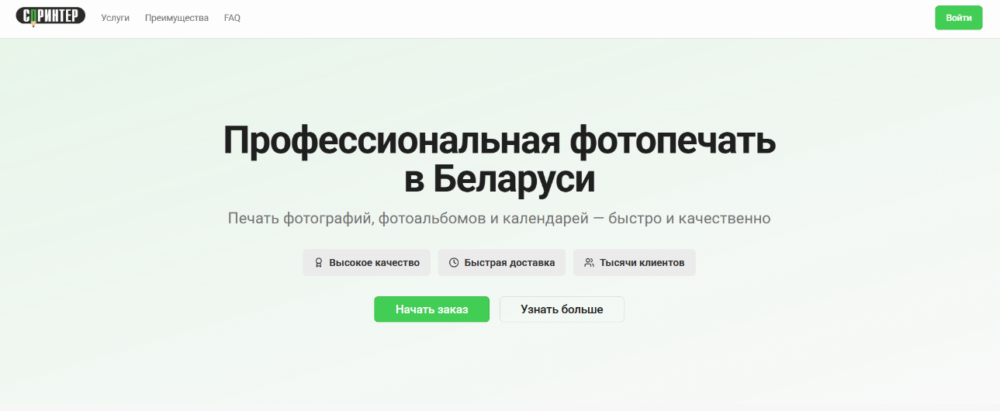 СПРИНТЕР
Услуги
Преимущества
FAQ
Войти
Профессиональная фотопечать
в Беларуси
Печать фотографий, фотоальбомов и календарей — быстро и качественно
Высокое качество
Быстрая доставка
Тысячи клиентов
Начать заказ
Узнать больше